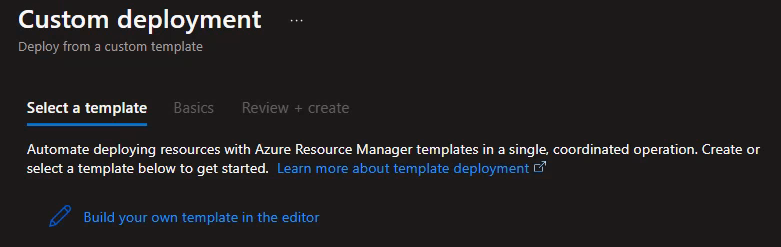 Custom deployment ...
Deploy from a custom template
Select a template Basics Review + create
Automate deploying resources with Azure Resource Manager templates in a single, coordinated operation. Create or
select a template below to get started. Learn more about template deployment
Build your own template in the editor